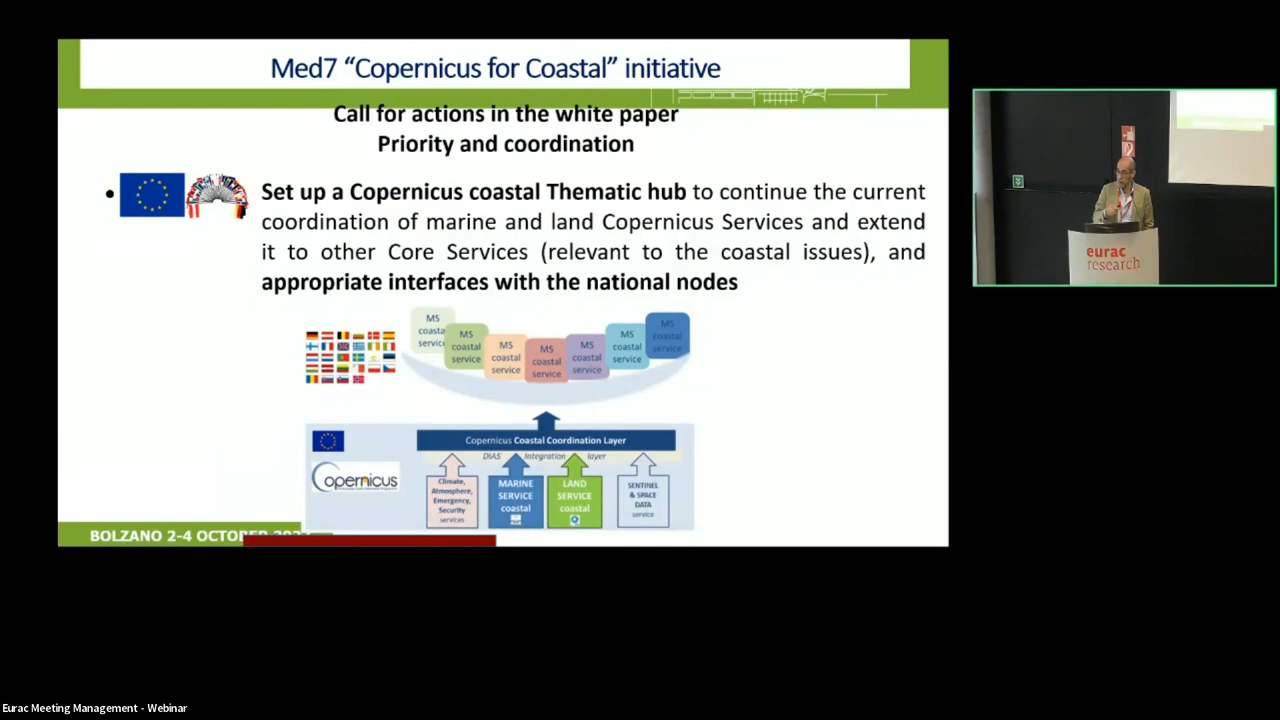 Med7 “Copernicus for Coastal” initiative
Call for actions in the white paper
Priority and coordination
• Set up a Copernicus coastal Thematic hub to continue the current
coordination of marine and land Copernicus Services and extend
it to other Core Services (relevant to the coastal issues), and
appropriate interfaces with the national nodes
MS
coastal
service
MS
coastal
service
MS
coastal
service
MS
coastal
service
MS
coastal
service
MS
coastal
service
MS
coastal
service
Copernicus Coastal Coordination Layer
DIAS Integration layer
opernicus
Climate,
Atmosphere,
Emergency,
Security
services
MARINE
SERVICE
coastal
LAND
SERVICE
coastal
SENTINEL
& SPACE
DATA
service
BOLZANO 2-4 OCTOBER
eurac
research
Eurac Meeting Management - Webinar